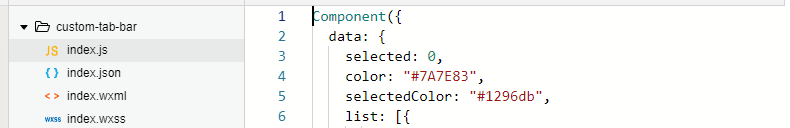 custom-tab-bar
JS index.js
{ } index.json
< > index.wxml
wxss index.wxss
1 Component({
2 data: {
3 selected: 0,
4 color: "#7A7E83",
5 selectedColor: "#1296db",
6 list: [{